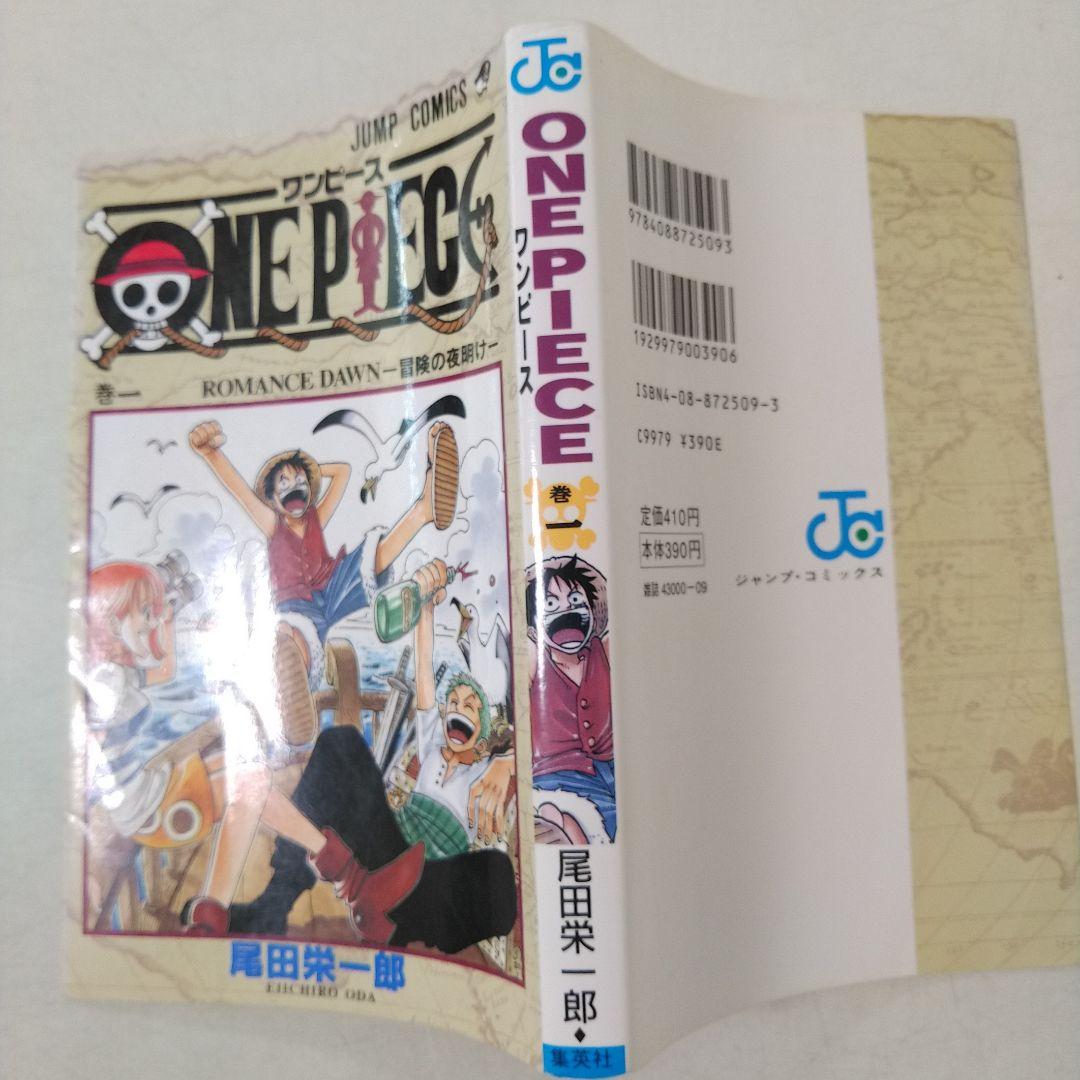 JUMP COMICS
ワンピース
ONE PIECE
巻一
ROMANCE DAWN－冒険の夜明け－
尾田栄一郎
EIICHIRO ODA
JC
ONE PIECE
ワンピース
巻
一
尾田栄一郎
集英社
9784088725093
1929979003906
ISBN4-08-872509-3
C9979 ¥390E
定価410円
本体390円
雑誌 43000-09
JC
ジャンプ・コミックス